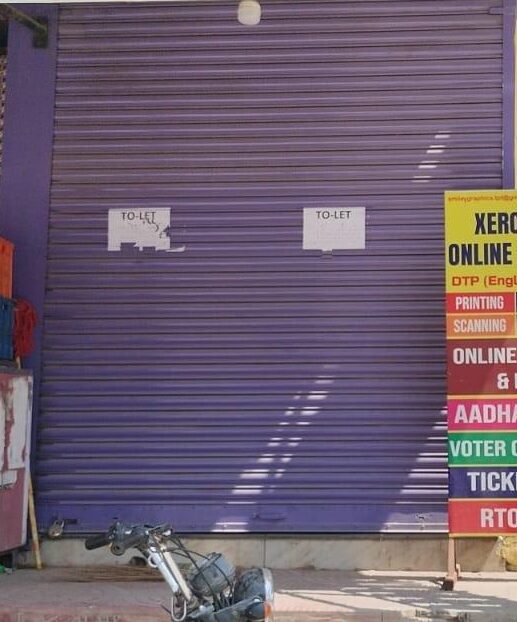 TO-LET
TO-LET
XERO
ONLINE
DTP (Engl
PRINTING
SCANNING
ONLINE
&
AADHA
VOTER
TICK
RTO